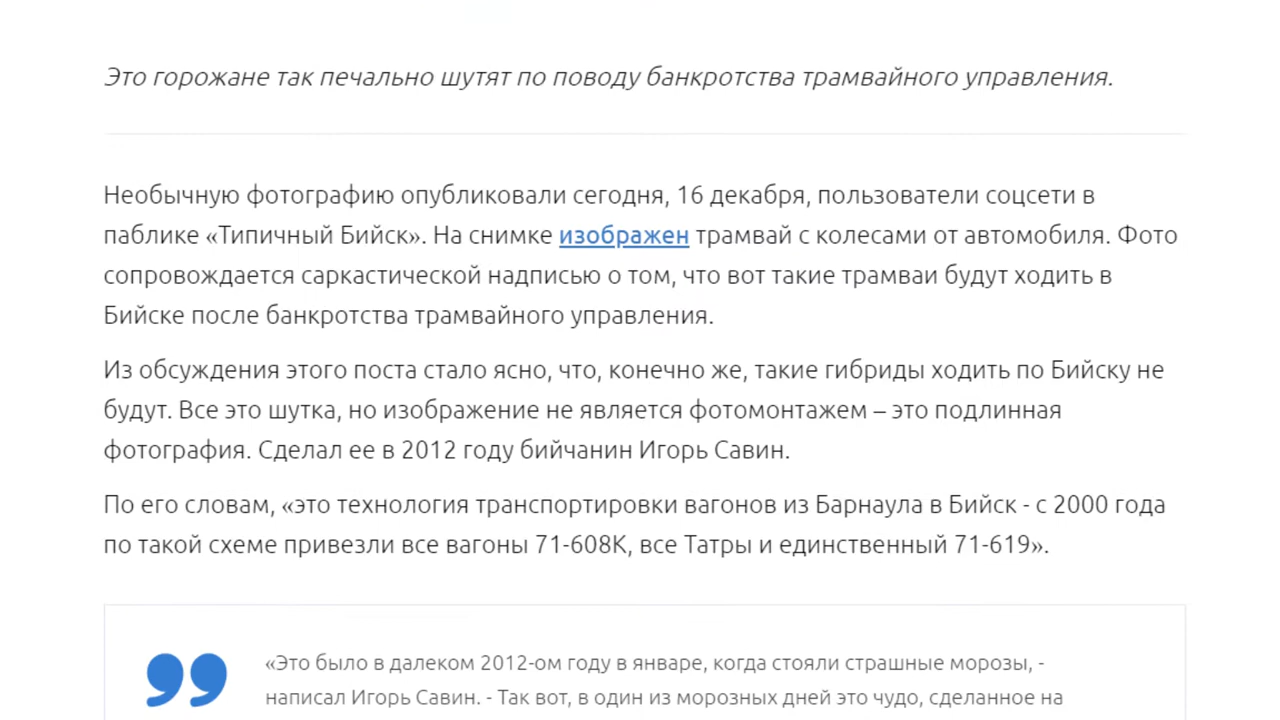 Это горожане так печально шутят по поводу банкротства трамвайного управления.
Необычную фотографию опубликовали сегодня, 16 декабря, пользователи соцсети в
паблике «Типичный Бийск». На снимке изображен трамвай с колесами от автомобиля. Фото
сопровождается саркастической надписью о том, что вот такие трамваи будут ходить в
Бийске после банкротства трамвайного управления.
Из обсуждения этого поста стало ясно, что, конечно же, такие гибриды ходить по Бийску не
будут. Все это шутка, но изображение не является фотомонтажем – это подлинная
фотография. Сделал ее в 2012 году бийчанин Игорь Савин.
По его словам, «это технология транспортировки вагонов из Барнаула в Бийск - с 2000 года
по такой схеме привезли все вагоны 71-608К, все Татры и единственный 71-619».
«Это было в далеком 2012-ом году в январе, когда стояли страшные морозы, -
написал Игорь Савин. - Так вот, в один из морозных дней это чудо, сделанное на